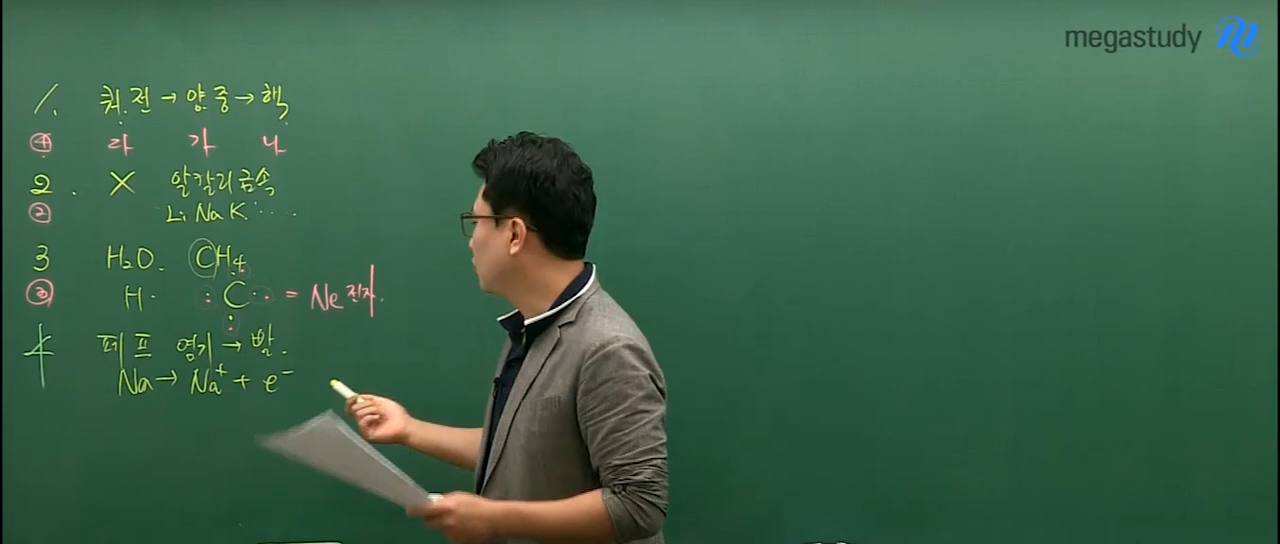 megastudy
1. 쿼.전 → 양.중 → 핵.
④ 라 가 나
2. X 알칼리금속
② Li Na K.....
3 H₂O. CH₄
③ H· ·C·· = Ne 전자.
4 페프 염기 → 빨.
Na → Na⁺ + e⁻